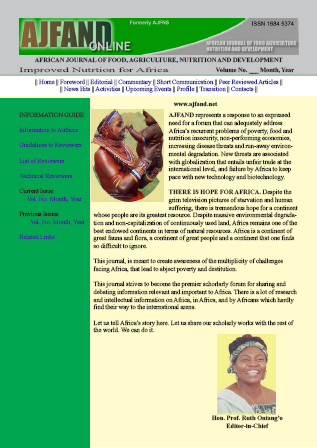 Formerly AJFNS
ISSN 1684 5374
AJFAND
ONLINE
AFRICAN JOURNAL OF FOOD AGRICULTURE
NUTRITION AND DEVELOPMENT
AFRICAN JOURNAL OF FOOD, AGRICULTURE, NUTRITION AND DEVELOPMENT
Improved Nutrition for Africa
Volume No. __ Month, Year
|| Home || Foreword || Editorial || Commentary || Short Communication || Peer Reviewed Articles ||
|| News Bits || Activities || Upcoming Events || Profile || Transition || Contacts ||
www.ajfand.net
INFORMATION GUIDE
Information to Authors
Guidelines to Reviewers
List of Reviewers
Technical Reviewers
Current Issue
Vol. No. Month, Year
Previous Issues
Vol. No. Month, Year
Related Links
AJFAND represents a response to an expressed
need for a forum that can adequately address
Africa's recurrent problems of poverty, food and
nutrition insecurity, non-performing economies,
increasing disease threats and run-away environ-
mental degradation. New threats are associated
with globalization that entails unfair trade at the
international level, and failure by Africa to keep
pace with new technology and biotechnology.
THERE IS HOPE FOR AFRICA. Despite the
grim television pictures of starvation and human
suffering, there is tremendous hope for a continent
whose people are its greatest resource. Despite massive environmental degrada-
tion and non-capitalization of continuously used land, Africa remains one of the
best endowed continents in terms of natural resources. Africa is a continent of
great fauna and flora, a continent of great people and a continent that one finds
so difficult to ignore.
This journal, is meant to create awareness of the multiplicity of challenges
facing Africa, that lead to abject poverty and destitution.
This journal strives to become the premier scholarly forum for sharing and
debating information relevant and important to Africa. There is a lot of research
and intellectual information on Africa, in Africa, and by Africans which hardly
find their way to the international arena.
Let us tell Africa's story here. Let us share our scholarly works with the rest of
the world. We can do it.
Hon. Prof. Ruth Oniang'o
Editor-in-Chief